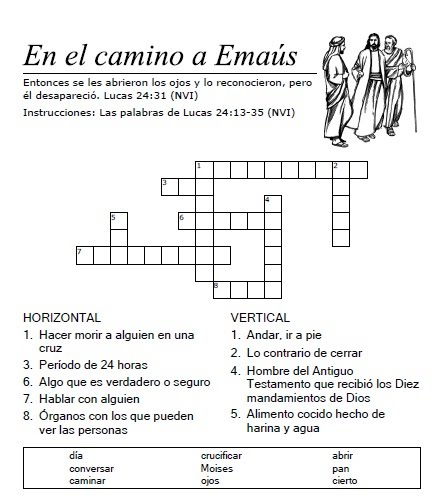 En el camino a Emaús
Entonces se les abrieron los ojos y lo reconocieron, pero
él desapareció. Lucas 24:31 (NVI)
Instrucciones: Las palabras de Lucas 24:13-35 (NVI)
1
2
3
4
5
6
7
8
HORIZONTAL
1. Hacer morir a alguien en una
cruz
3. Período de 24 horas
6. Algo que es verdadero o seguro
7. Hablar con alguien
8. Órganos con los que pueden
ver las personas
VERTICAL
1. Andar, ir a pie
2. Lo contrario de cerrar
4. Hombre del Antiguo
Testamento que recibió los Diez
mandamientos de Dios
5. Alimento cocido hecho de
harina y agua
día crucificar abrir
conversar Moises pan
caminar ojos cierto